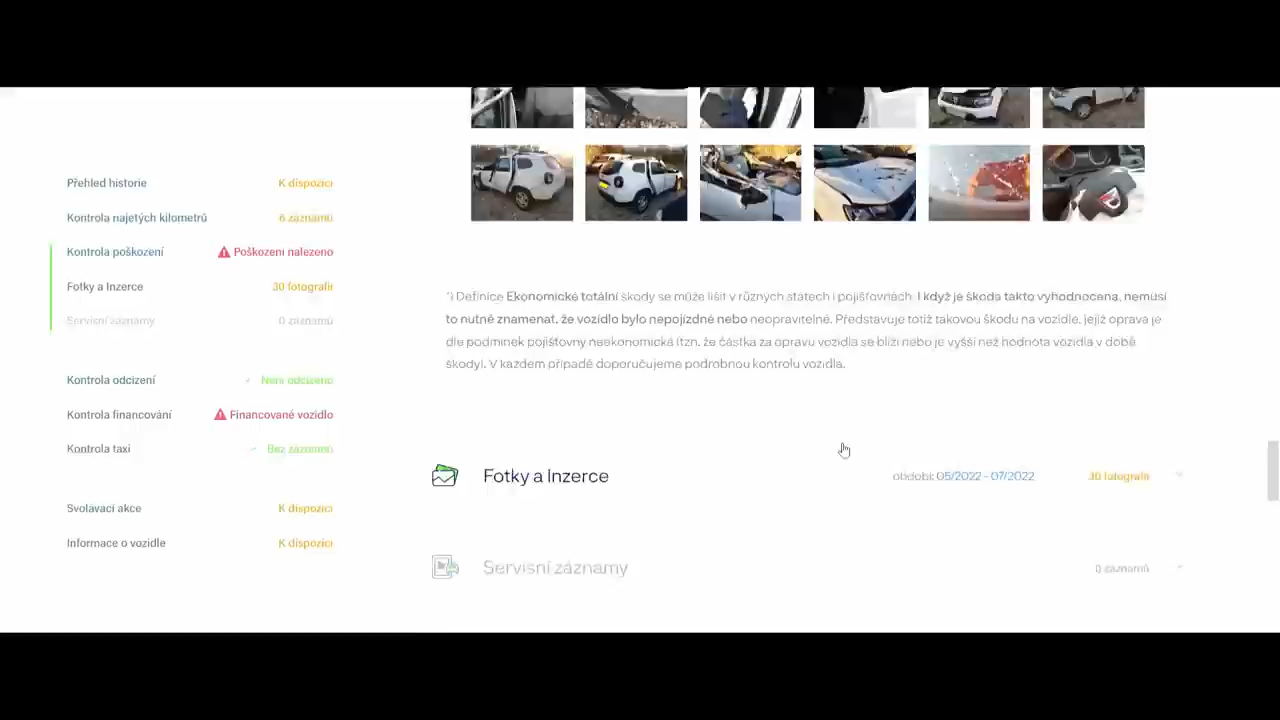 Přehled historie K dispozici
Kontrola najetých kilometrů 6 záznamů
Kontrola poškození Poškození nalezeno
Fotky a Inzerce 30 fotografií
Servisní záznamy 0 záznamů
Kontrola odcizení Není odcizeno
Kontrola financování Financované vozidlo
Kontrola taxi Bez záznamu
Svolávací akce K dispozici
Informace o vozidle K dispozici
*) Definice Ekonomické totální škody se může lišit v různých státech i pojišťovnách. I když je škoda takto vyhodnocena, nemusí
to nutně znamenat, že vozidlo bylo nepojízdné nebo neopravitelné. Představuje totiž takovou škodu na vozidle, jejíž oprava je
dle podmínek pojišťovny neekonomická (tzn. že částka za opravu vozidla se blíží nebo je vyšší než hodnota vozidla v době
škody). V každém případě doporučujeme podrobnou kontrolu vozidla.
Fotky a Inzerce období: 05/2022 - 07/2022 30 fotografií
Servisní záznamy 0 záznamů